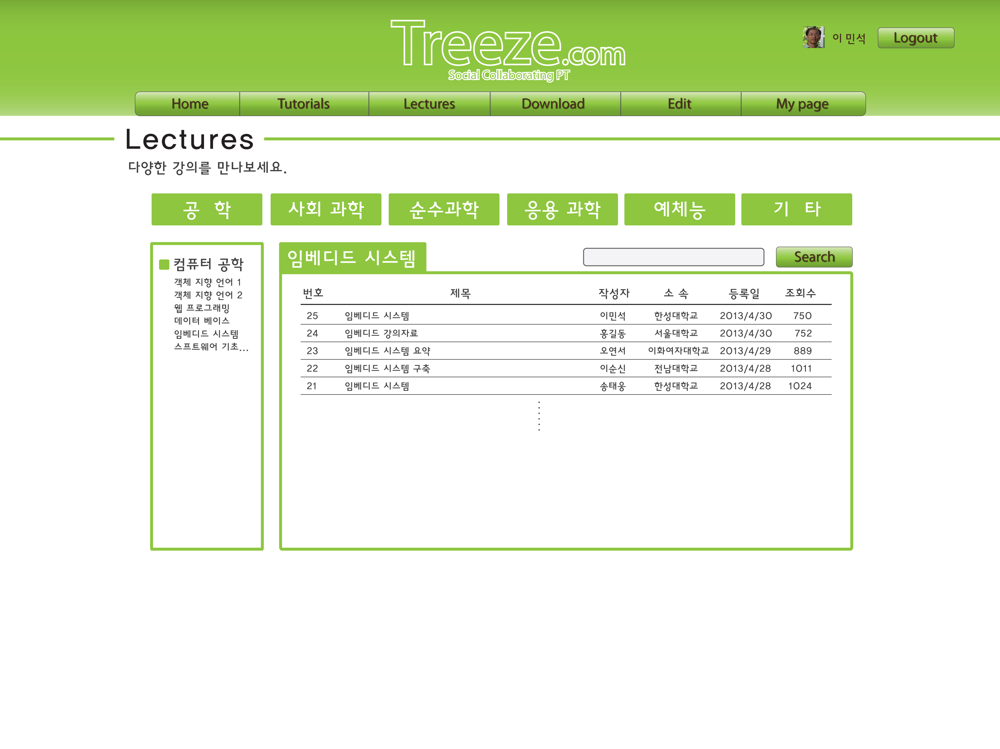 Treeze.com
Social Collaborating PT
이 민석 Logout
Home Tutorials Lectures Download Edit My page
Lectures
다양한 강의를 만나보세요.
공 학 사회 과학 순수과학 응용 과학 예체능 기 타
컴퓨터 공학
객체 지향 언어 1
객체 지향 언어 2
웹 프로그래밍
데이터 베이스
임베디드 시스템
스프트웨어 기초...
임베디드 시스템 Search
번호 제목 작성자 소 속 등록일 조회수
25 임베디드 시스템 이민석 한성대학교 2013/4/30 750
24 임베디드 강의자료 홍길동 서울대학교 2013/4/30 752
23 임베디드 시스템 요약 오연서 이화여자대학교 2013/4/29 889
22 임베디드 시스템 구축 이순신 전남대학교 2013/4/28 1011
21 임베디드 시스템 송태웅 한성대학교 2013/4/28 1024